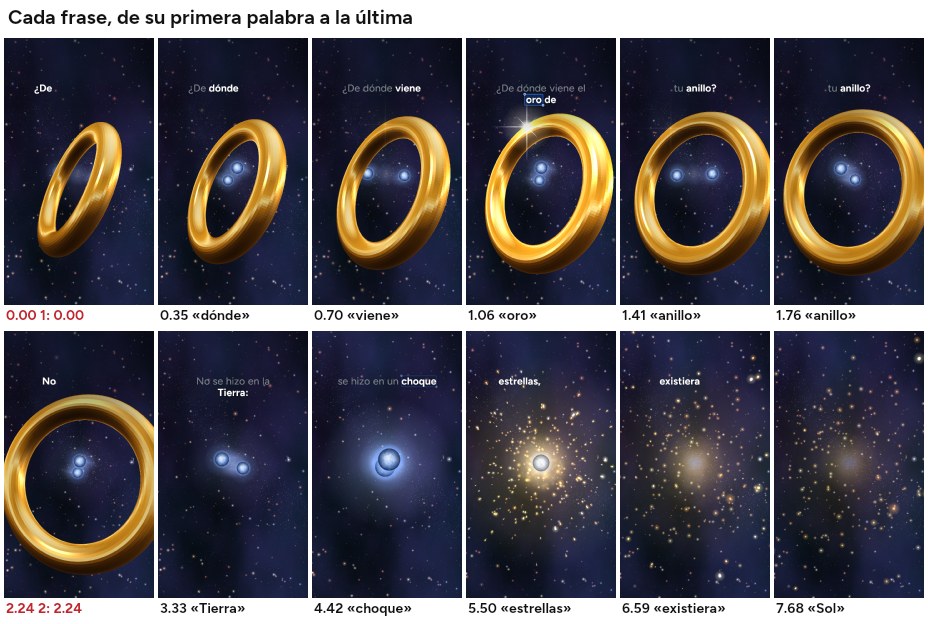 Cada frase, de su primera palabra a la última
¿De
¿De dónde
¿De dónde viene
¿De dónde viene el
oro de
tu anillo?
tu anillo?
0.00 1: 0.00
0.35 «dónde»
0.70 «viene»
1.06 «oro»
1.41 «anillo»
1.76 «anillo»
No
No se hizo en la
Tierra:
se hizo en un choque
estrellas,
existiera
2.24 2: 2.24
3.33 «Tierra»
4.42 «choque»
5.50 «estrellas»
6.59 «existiera»
7.68 «Sol»